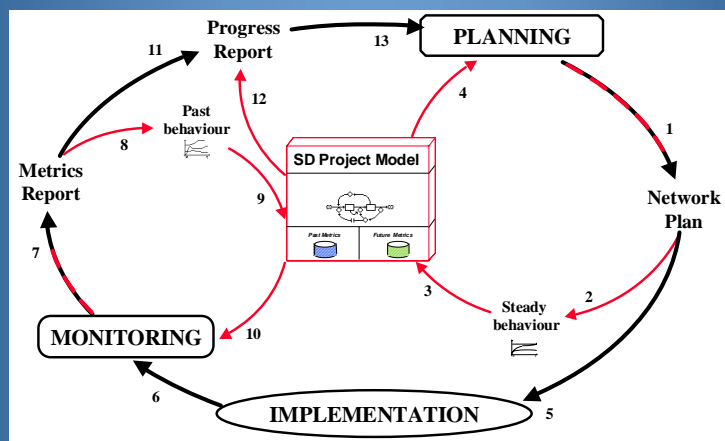 11
Progress
Report
13
PLANNING
12
4
1
Past
behaviour
8
SD Project Model
Metrics
Report
9
Network
Plan
Past Metrics
Future Metrics
7
3
2
Steady
behaviour
10
MONITORING
6
IMPLEMENTATION
5